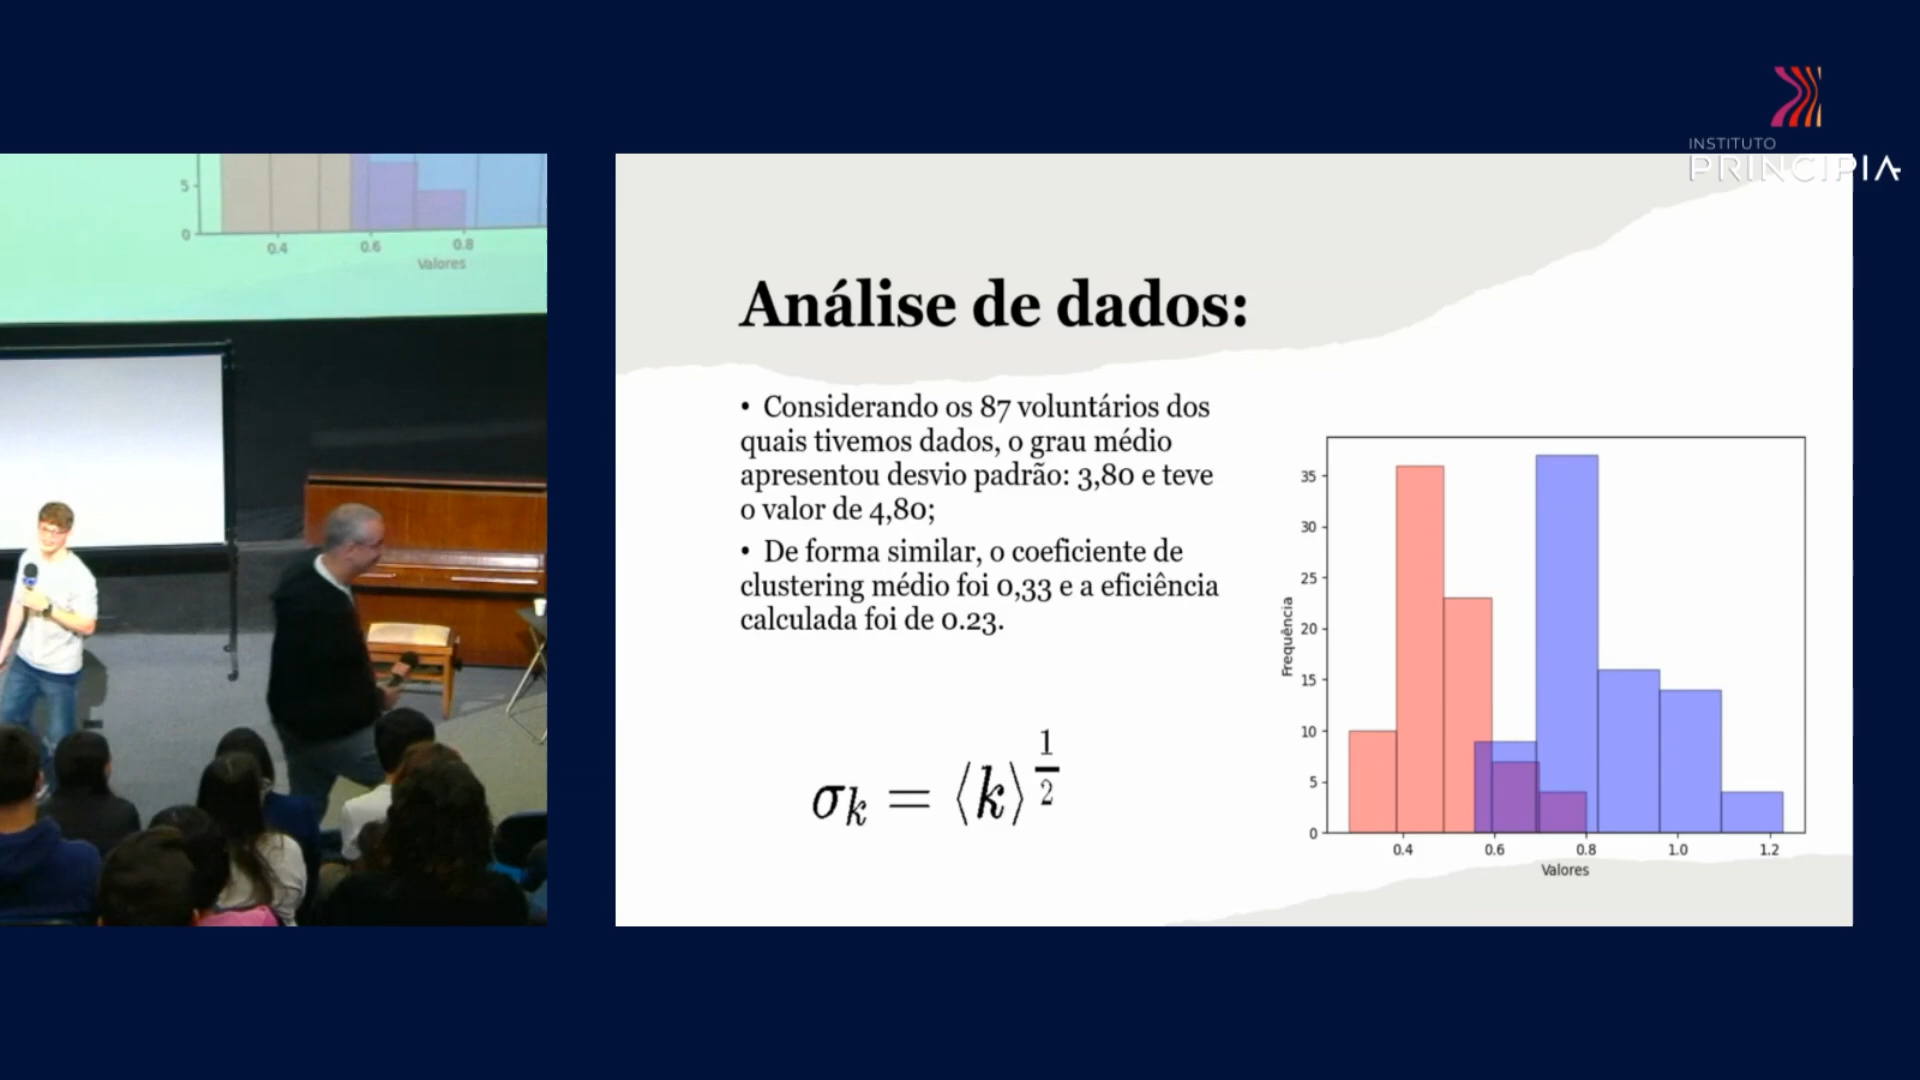 INSTITUTO
PRINCIPIA
5
0
0.4 0.6 0.8
Valores
Análise de dados:
• Considerando os 87 voluntários dos
quais tivemos dados, o grau médio
apresentou desvio padrão: 3,80 e teve
o valor de 4,80;
• De forma similar, o coeficiente de
clustering médio foi 0,33 e a eficiência
calculada foi de 0.23.
σₖ = ⟨k⟩^(1/2)
Frequência
35
30
25
20
15
10
5
0
0.4 0.6 0.8 1.0 1.2
Valores